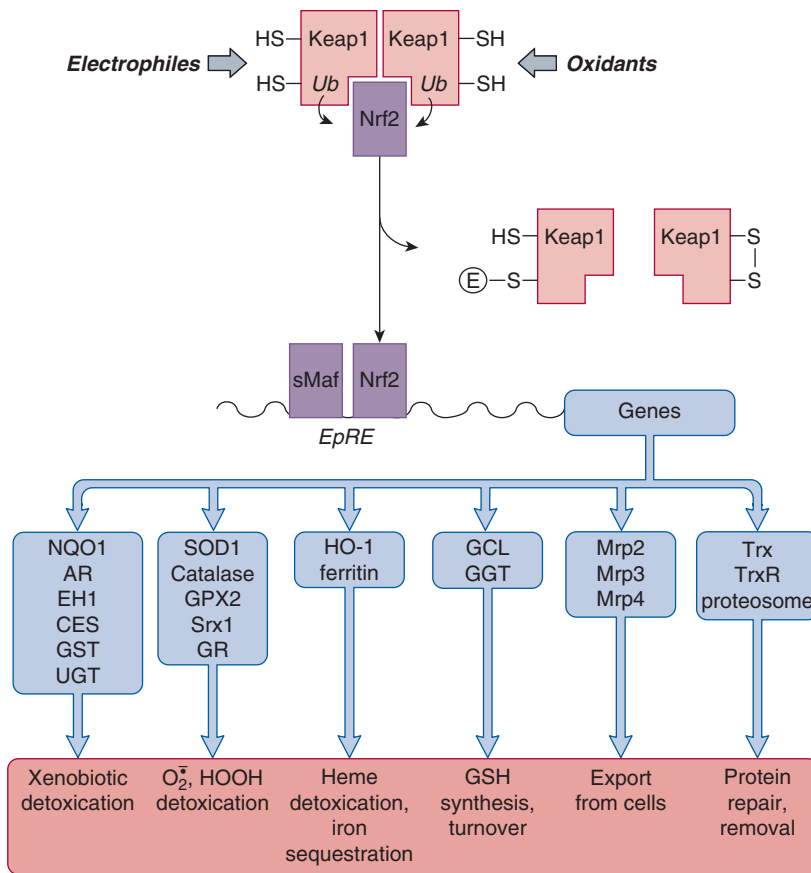 HS Keap1 Keap1 SH
Electrophiles Oxidants
HS Ub Ub SH
Nrf2
HS Keap1 Keap1 S
E S S
sMaf Nrf2
EpRE
Genes
NQO1
AR
EH1
CES
GST
UGT
SOD1
Catalase
GPX2
Srx1
GR
HO-1
ferritin
GCL
GGT
Mrp2
Mrp3
Mrp4
Trx
TrxR
proteosome
Xenobiotic
detoxication
O₂•̄, HOOH
detoxication
Heme
detoxication,
iron
sequestration
GSH
synthesis,
turnover
Export
from cells
Protein
repair,
removal